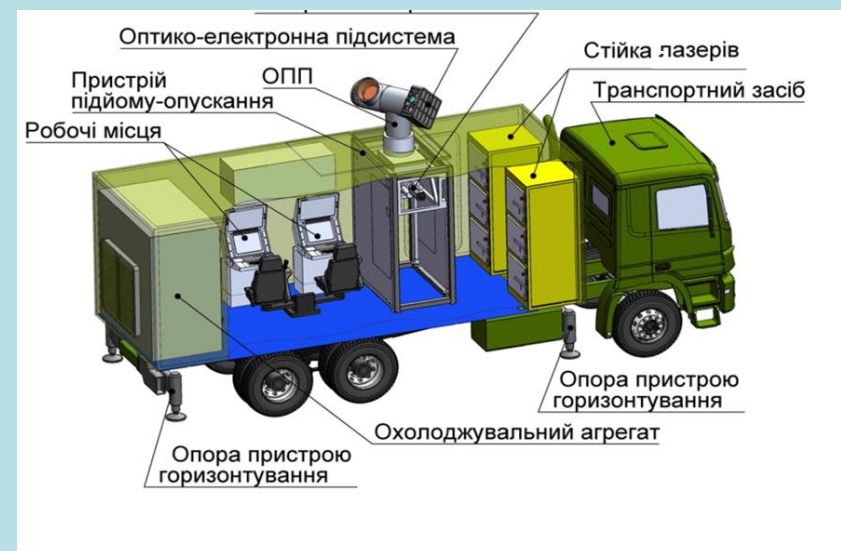 Оптико-електронна підсистема
Стійка лазерів
Пристрій
підйому-опускання
ОПП
Транспортний засіб
Робочі місця
Опора пристрою
горизонтування
Охолоджувальний агрегат
Опора пристрою
горизонтування